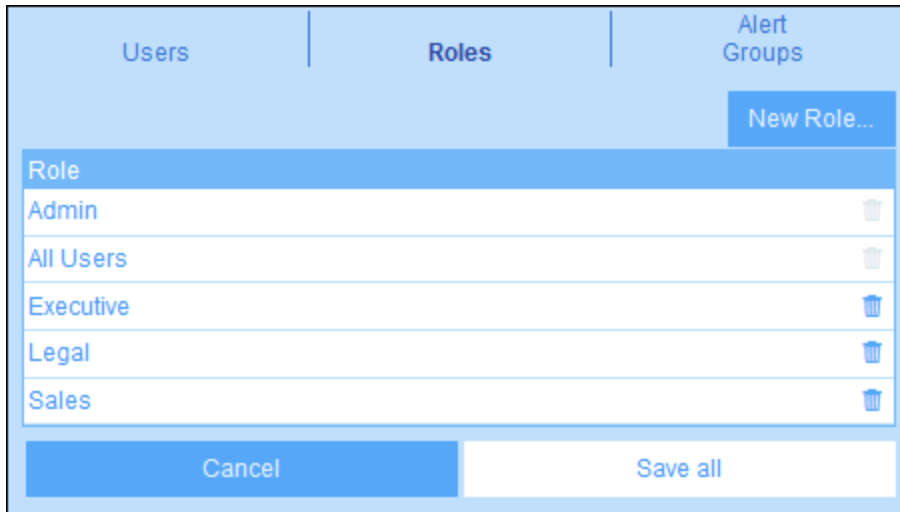 Users
Roles
Alert
Groups
New Role...
Role
Admin
All Users
Executive
Legal
Sales
Cancel
Save all